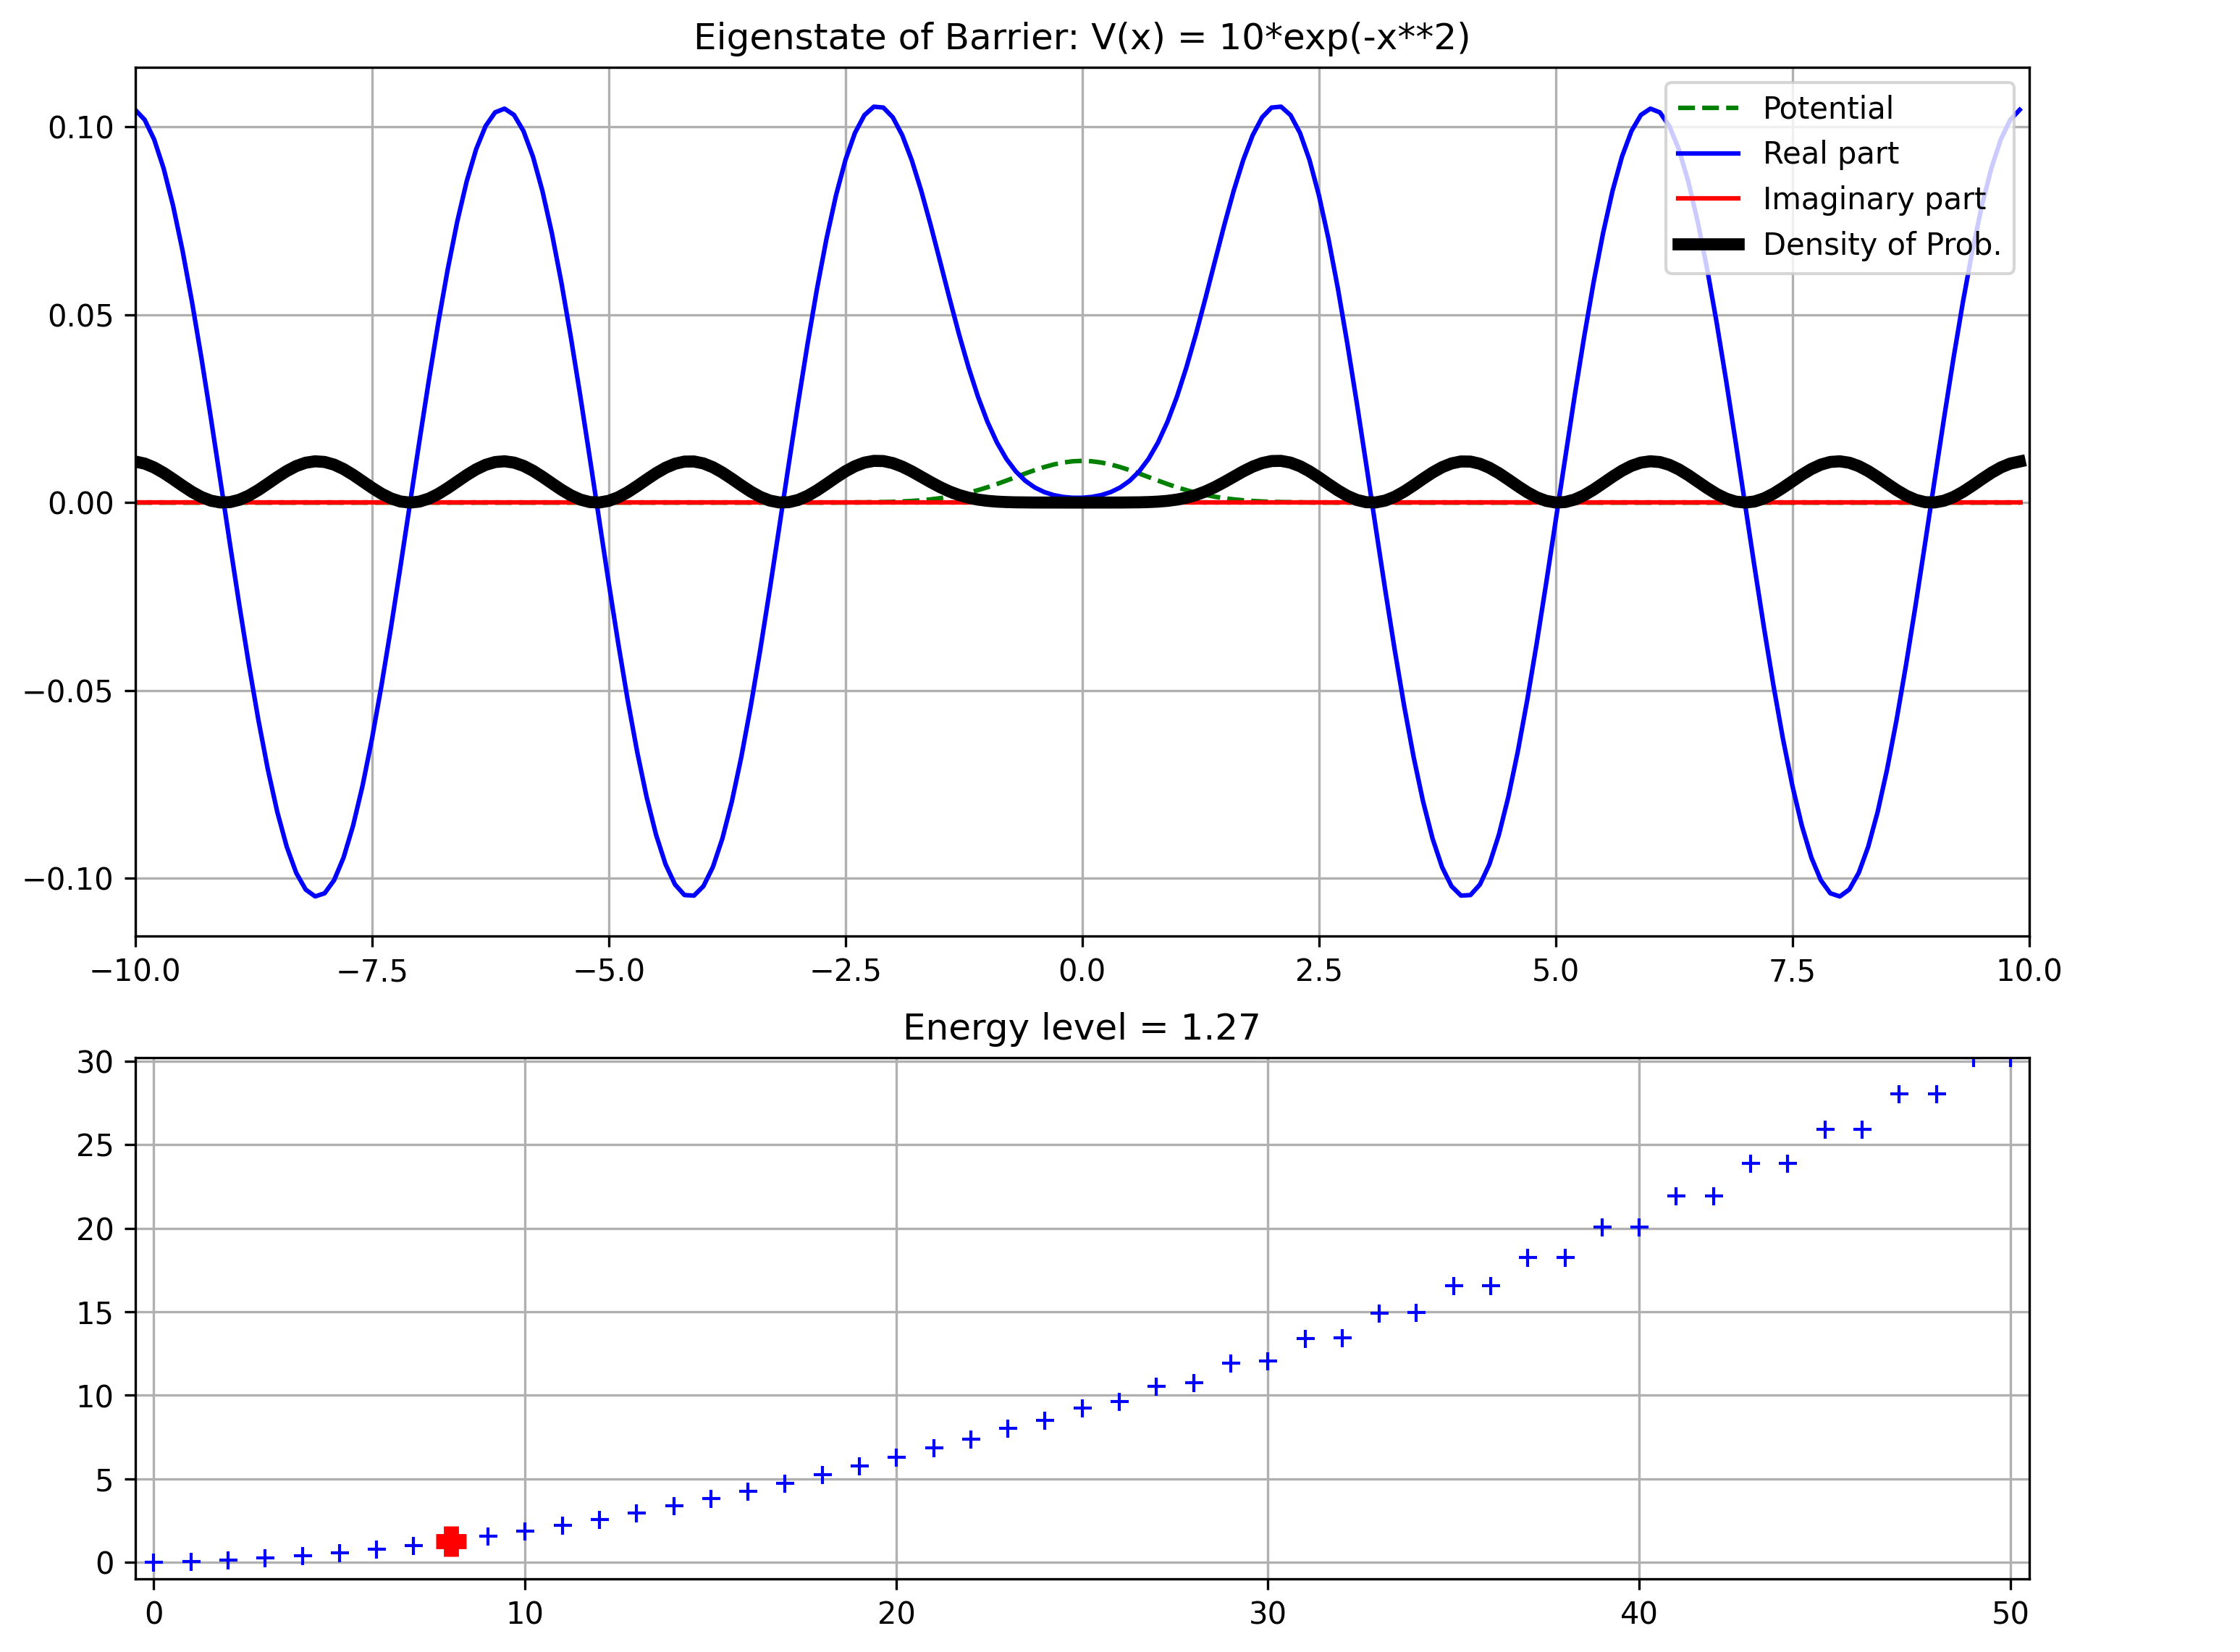 Eigenstate of Barrier: V(x) = 10*exp(-x**2)
Potential
Real part
Imaginary part
Density of Prob.
0.10
0.05
0.00
−0.05
−0.10
−10.0 −7.5 −5.0 −2.5 0.0 2.5 5.0 7.5 10.0
Energy level = 1.27
30
25
20
15
10
5
0
0 10 20 30 40 50